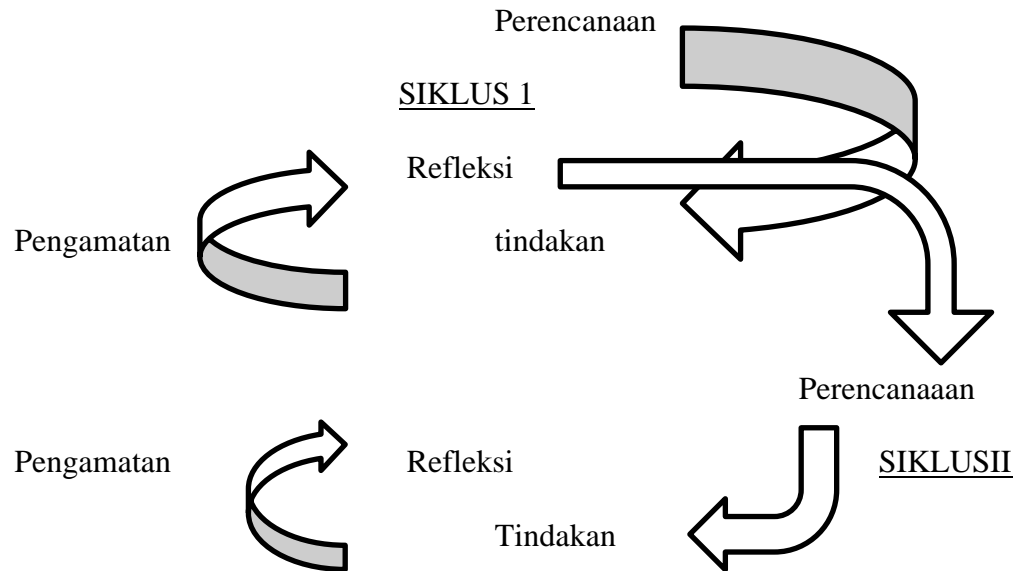 Perencanaan
SIKLUS 1
Refleksi
Pengamatan
tindakan
Perencanaaan
Pengamatan
Refleksi
SIKLUSII
Tindakan